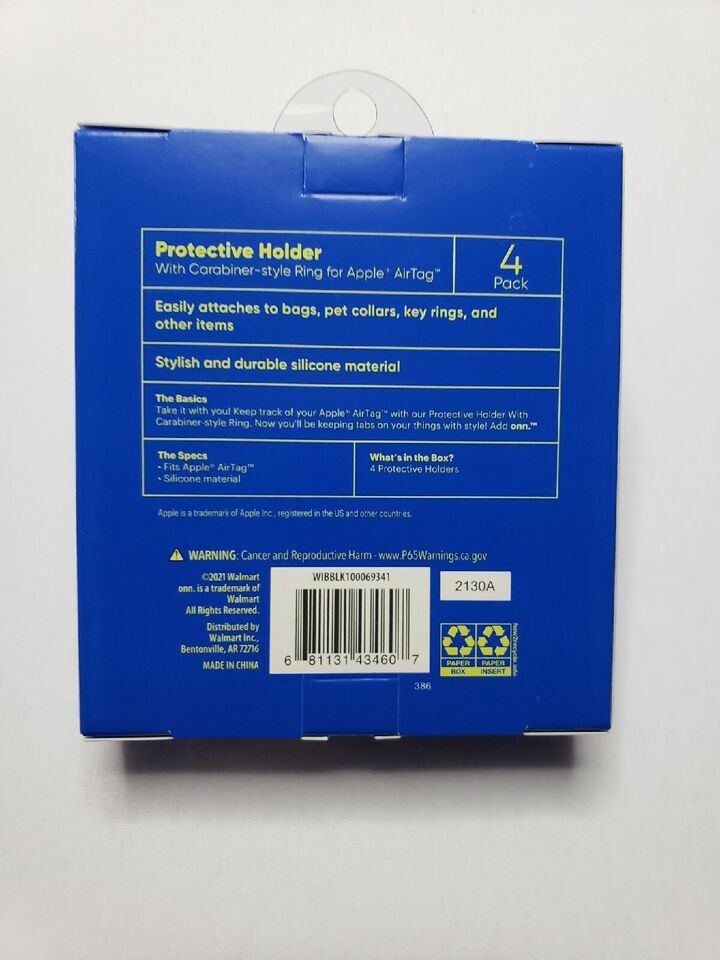 Protective Holder
With Carabiner-style Ring for Apple® AirTag™
4
Pack
Easily attaches to bags, pet collars, key rings, and
other items
Stylish and durable silicone material
The Basics
Take it with you! Keep track of your Apple® AirTag™ with our Protective Holder With
Carabiner-style Ring. Now you'll be keeping tabs on your things with style! Add onn.™
The Specs
• Fits Apple® AirTag™
• Silicone material
What's in the Box?
4 Protective Holders
Apple is a trademark of Apple Inc., registered in the US and other countries.
WARNING: Cancer and Reproductive Harm - www.P65Warnings.ca.gov
©2021 Walmart
onn. is a trademark of
Walmart
All Rights Reserved.
Distributed by
Walmart Inc.,
Bentonville, AR 72716
MADE IN CHINA
WIBBLK100069341
6 81131 43460 7
2130A
PAPER
BOX
PAPER
INSERT
how2recycle.info
386